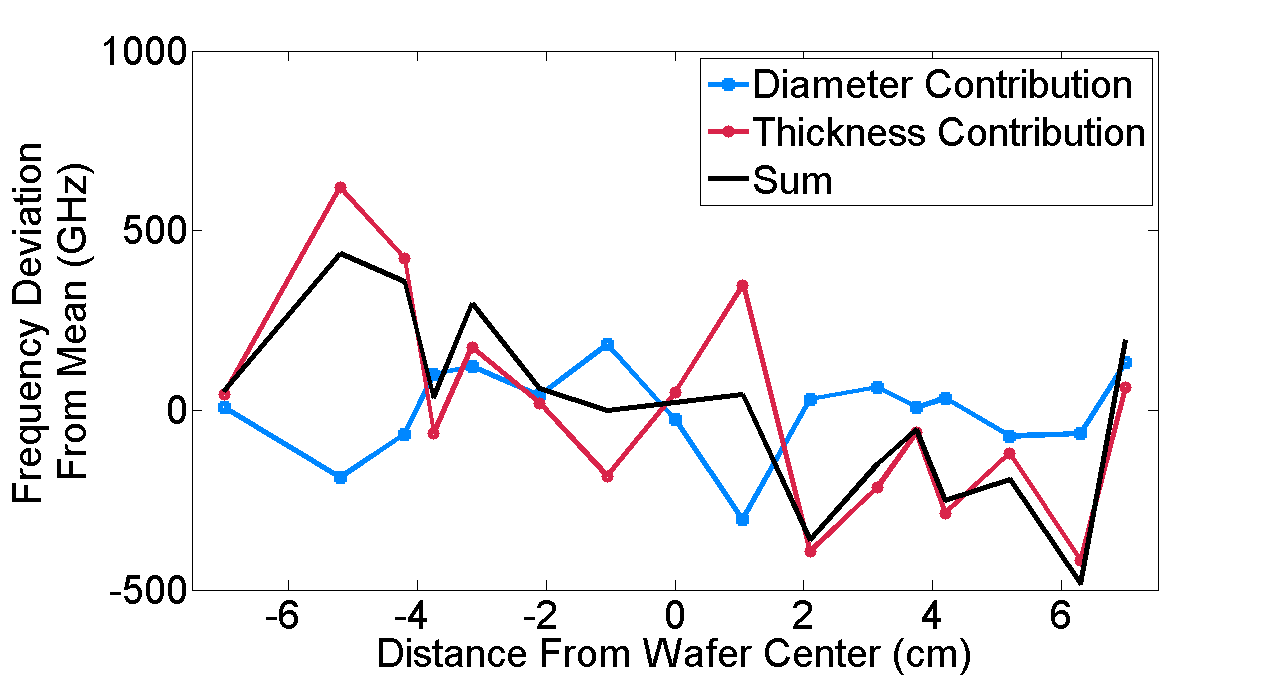 1000
500
0
-500
Frequency Deviation
From Mean (GHz)
Diameter Contribution
Thickness Contribution
Sum
-6
-4
-2
0
2
4
6
Distance From Wafer Center (cm)